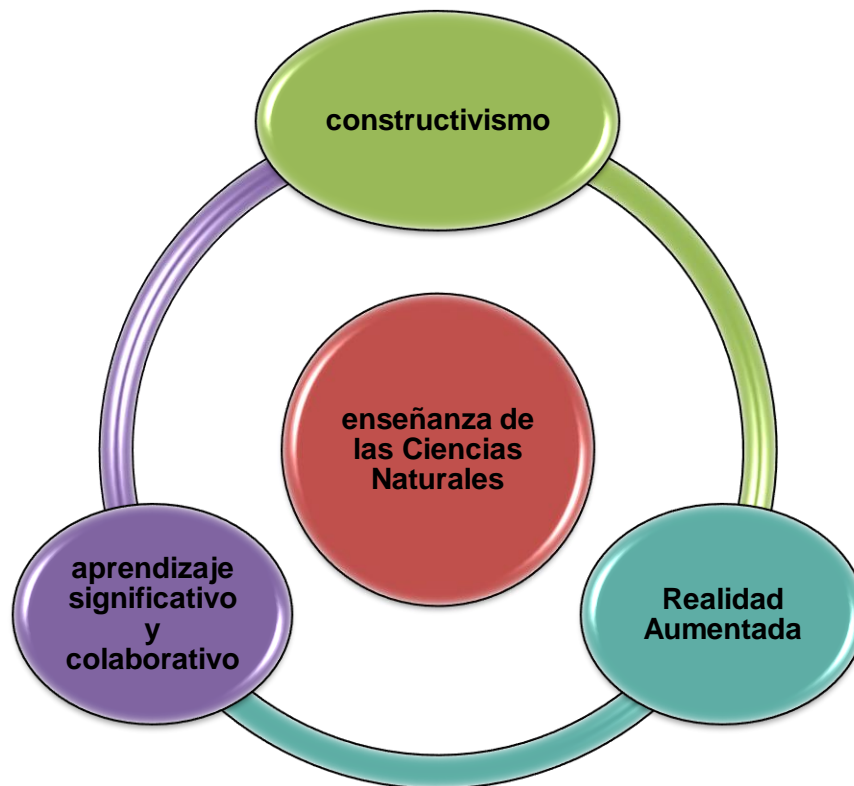 constructivismo
enseñanza de
las Ciencias
Naturales
aprendizaje
significativo
y
colaborativo
Realidad
Aumentada